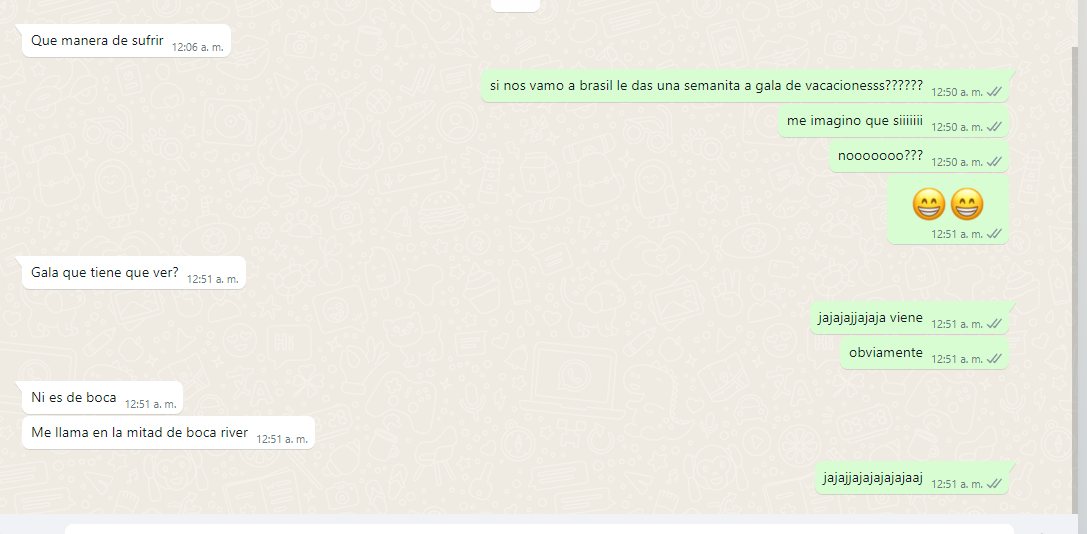 Que manera de sufrir 12:06 a. m.
si nos vamo a brasil le das una semanita a gala de vacacionesss?????? 12:50 a. m.
me imagino que siiiiiii 12:50 a. m.
nooooooo??? 12:50 a. m.
😁😁
12:51 a. m.
Gala que tiene que ver? 12:51 a. m.
jajajajjajaja viene 12:51 a. m.
obviamente 12:51 a. m.
Ni es de boca 12:51 a. m.
Me llama en la mitad de boca river 12:51 a. m.
jajajjajajajajajaaj 12:51 a. m.